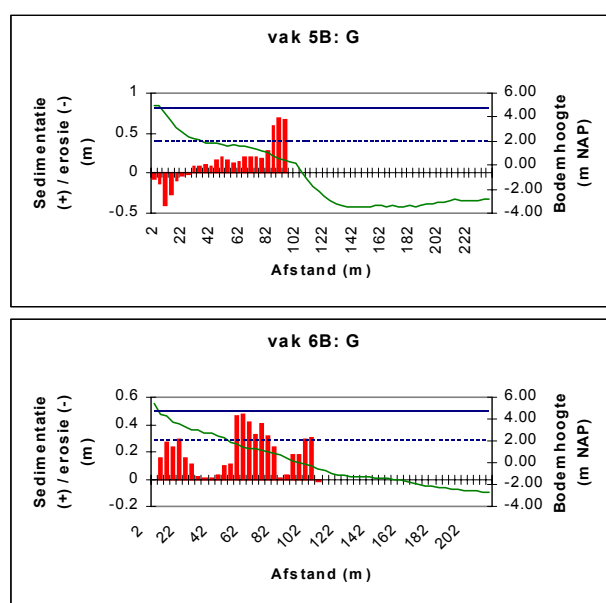 vak 5B: G
Sedimentatie
(+) / erosie (-)
(m)
1
0.5
0
-0.5
6.00
4.00
2.00
0.00
-2.00
-4.00
Bodemhoogte
(m NAP)
2 22 42 62 82 102 122 142 162 182 202 222
Afstand (m)
vak 6B: G
Sedimentatie
(+) / erosie (-)
(m)
0.6
0.4
0.2
0
-0.2
6.00
4.00
2.00
0.00
-2.00
-4.00
Bodemhoogte
(m NAP)
2 22 42 62 82 102 122 142 162 182 202
Afstand (m)